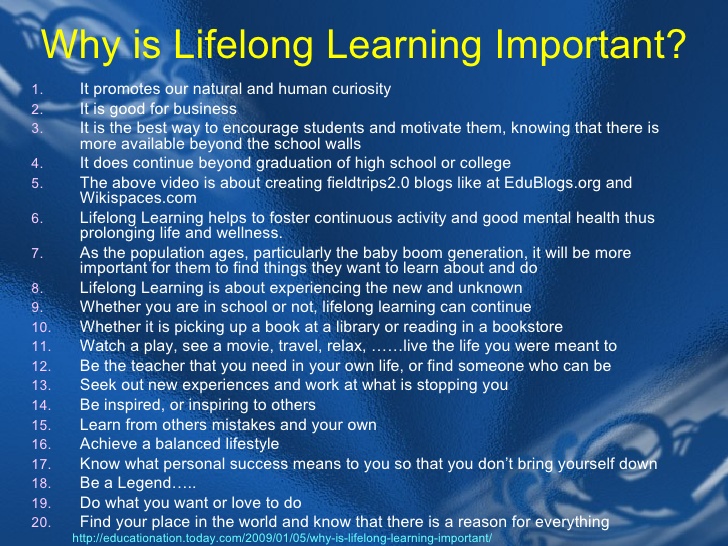 Why is Lifelong Learning Important?
1. It promotes our natural and human curiosity
2. It is good for business
3. It is the best way to encourage students and motivate them, knowing that there is
more available beyond the school walls
4. It does continue beyond graduation of high school or college
5. The above video is about creating fieldtrips2.0 blogs like at EduBlogs.org and
Wikispaces.com
6. Lifelong Learning helps to foster continuous activity and good mental health thus
prolonging life and wellness.
7. As the population ages, particularly the baby boom generation, it will be more
important for them to find things they want to learn about and do
8. Lifelong Learning is about experiencing the new and unknown
9. Whether you are in school or not, lifelong learning can continue
10. Whether it is picking up a book at a library or reading in a bookstore
11. Watch a play, see a movie, travel, relax, ……live the life you were meant to
12. Be the teacher that you need in your own life, or find someone who can be
13. Seek out new experiences and work at what is stopping you
14. Be inspired, or inspiring to others
15. Learn from others mistakes and your own
16. Achieve a balanced lifestyle
17. Know what personal success means to you so that you don’t bring yourself down
18. Be a Legend…..
19. Do what you want or love to do
20. Find your place in the world and know that there is a reason for everything
http://educationation.today.com/2009/01/05/why-is-lifelong-learning-important/